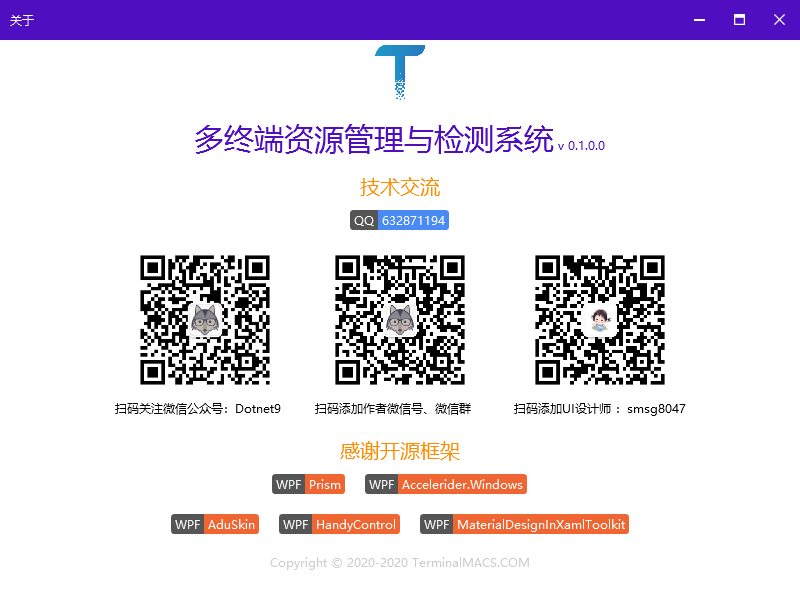 关于
多终端资源管理与检测系统 v 0.1.0.0
技术交流
QQ 632871194
扫码关注微信公众号：Dotnet9
扫码添加作者微信号、微信群
扫码添加UI设计师 ：smsg8047
感谢开源框架
WPF Prism WPF Accelerider.Windows
WPF AduSkin WPF HandyControl WPF MaterialDesignInXamlToolkit
Copyright © 2020-2020 TerminalMACS.COM